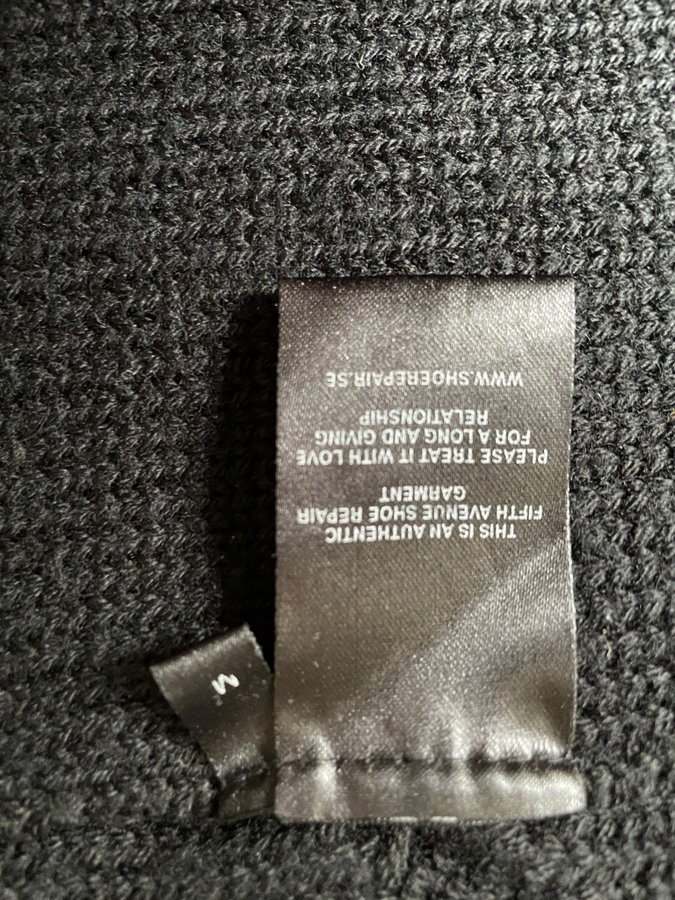 THIS IS AN AUTHENTIC
FIFTH AVENUE SHOE REPAIR
GARMENT
PLEASE TREAT IT WITH LOVE
FOR A LONG AND GIVING
RELATIONSHIP
WWW.SHOEREPAIR.SE
M